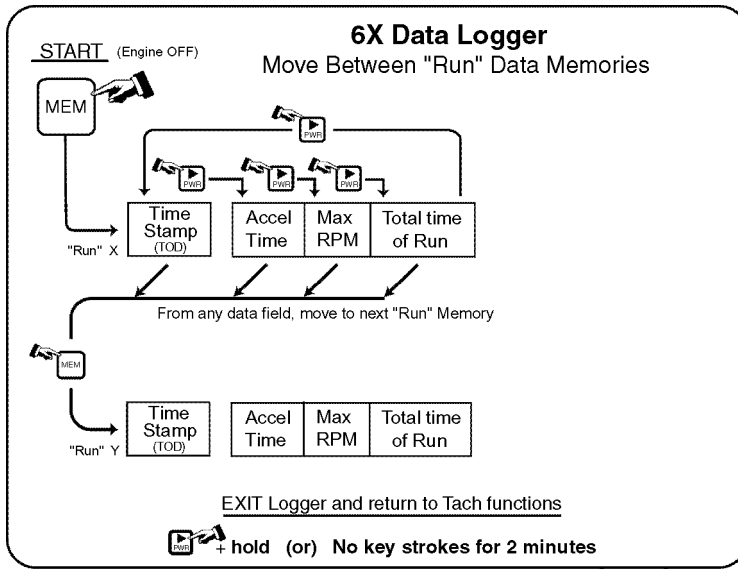 6X Data Logger
START (Engine OFF)
Move Between "Run" Data Memories
MEM
PWR
PWR
PWR
PWR
Time
Stamp
(TOD)
Accel
Time
Max
RPM
Total time
of Run
"Run" X
From any data field, move to next "Run" Memory
MEM
Time
Stamp
(TOD)
Accel
Time
Max
RPM
Total time
of Run
"Run" Y
EXIT Logger and return to Tach functions
PWR + hold (or) No key strokes for 2 minutes